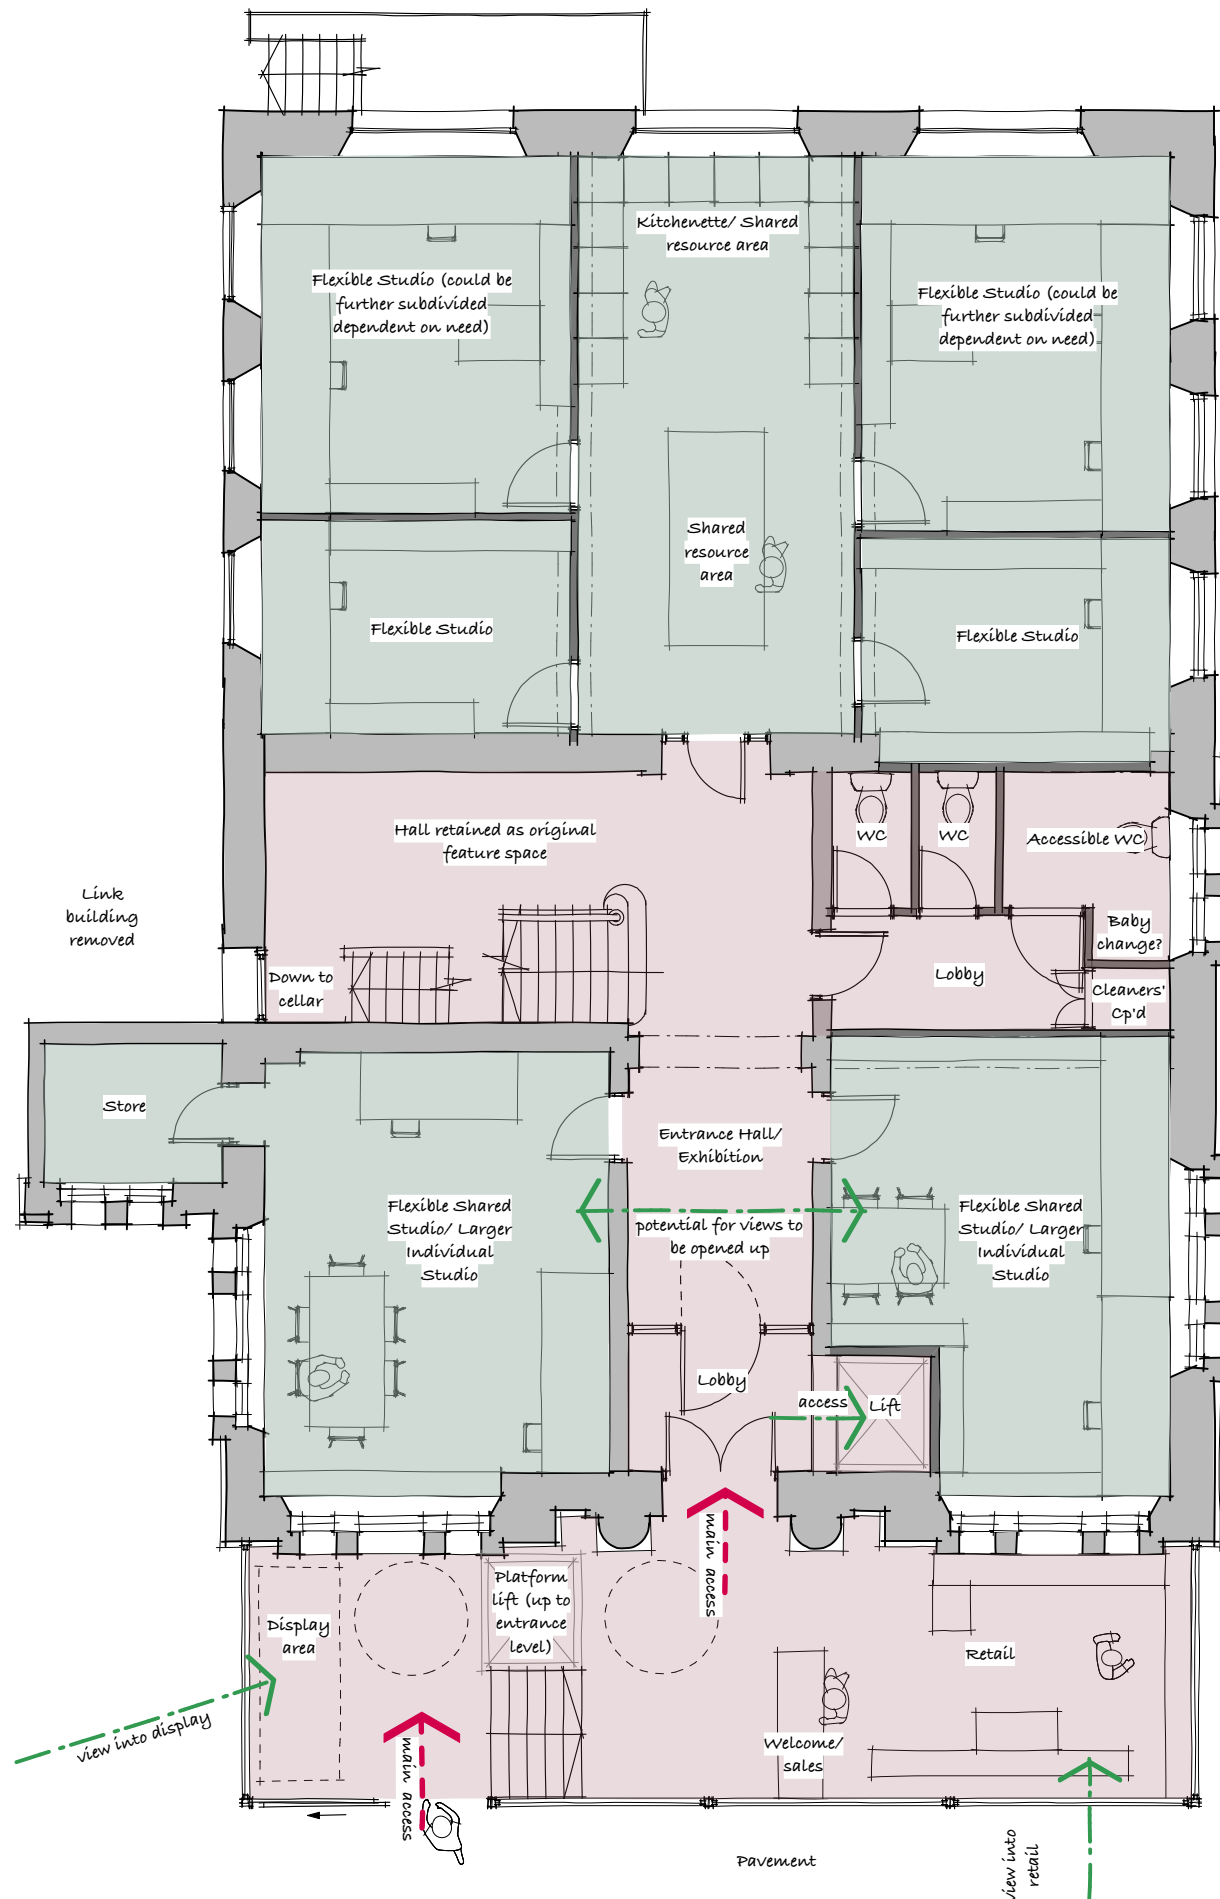 Kitchenette/ Shared
resource area
Flexible Studio (could be
further subdivided
dependent on need)
Flexible Studio (could be
further subdivided
dependent on need)
Shared
resource
area
Flexible Studio
Flexible Studio
Hall retained as original
feature space
WC
WC
Accessible WC
Link
building
removed
Baby
change?
Down to
cellar
Lobby
Cleaners'
Cp'd
Store
Entrance Hall/
Exhibition
Flexible Shared
Studio/ Larger
Individual
Studio
potential for views to
be opened up
Flexible Shared
Studio/ Larger
Individual
Studio
Lobby
access
Lift
main access
Platform
lift (up to
entrance
level)
Display
area
Retail
view into display
main access
Welcome/
sales
Pavement
view into
retail